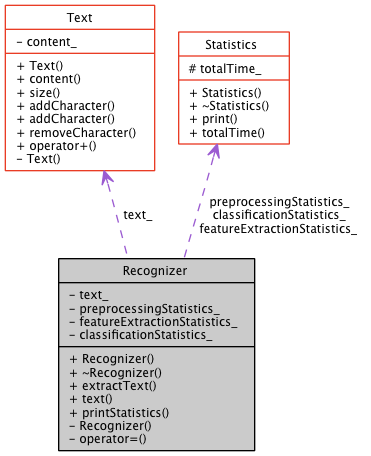 Text
– content_
+ Text()
+ content()
+ size()
+ addCharacter()
+ addCharacter()
+ removeCharacter()
+ operator+()
– Text()
Statistics
# totalTime_
+ Statistics()
+ ~Statistics()
+ print()
+ totalTime()
text_
preprocessingStatistics_
classificationStatistics_
featureExtractionStatistics_
Recognizer
– text_
– preprocessingStatistics_
– featureExtractionStatistics_
– classificationStatistics_
+ Recognizer()
+ ~Recognizer()
+ extractText()
+ text()
+ printStatistics()
– Recognizer()
– operator=()